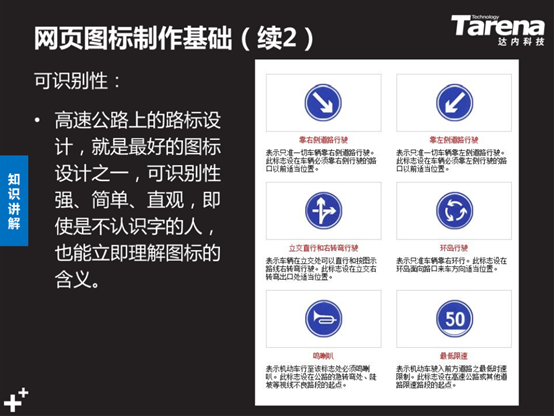 网页图标制作基础（续2）
Technology
Tarena
达内科技
可识别性：
• 高速公路上的路标设
计，就是最好的图标
设计之一，可识别性
强、简单、直观，即
使是不认识字的人，
也能立即理解图标的
含义。
知识讲解
靠右侧道路行驶
表示只准一切车辆靠右侧道路行驶。
此标志设在车辆必须靠右侧行驶的路
口以前适当位置。
靠左侧道路行驶
表示只准一切车辆靠左侧道路行驶。
此标志设在车辆必须靠左侧行驶的路
口以前适当位置。
立交直行和右转弯行驶
表示车辆在立交处可以直行和按图示
路线右转弯行驶。此标志设在立交右
转弯出口处适当位置。
环岛行驶
表示只准车辆靠右环行。此标志设在
环岛面向路口来车方向适当位置。
鸣喇叭
表示机动车行至该标志处必须鸣喇
叭。此标志设在公路的急转弯处、陡
坡等视线不良路段的起点。
50
最低限速
表示机动车驶入前方道路之最低时速
限制。此标志设在高速公路或其他道
路限速路段的起点。